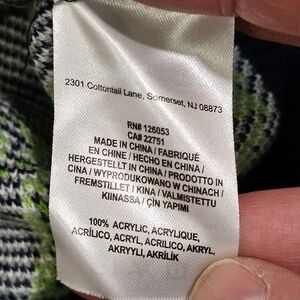 2301 Cottontail Lane, Somerset, NJ 08873
RN# 126053
CA# 22751
MADE IN CHINA / FABRIQUÉ
EN CHINE / HECHO EN CHINA /
HERGESTELLT IN CHINA / PRODOTTO IN
CINA / WYPRODUKOWANO W CHINACH /
FREMSTILLET I KINA / VALMISTETTU
KIINASSA / ÇİN YAPIMI
100% ACRYLIC, ACRYLIQUE,
ACRÍLICO, ACRYL, ACRILICO, AKRYL,
AKRYYLI, AKRİLİK